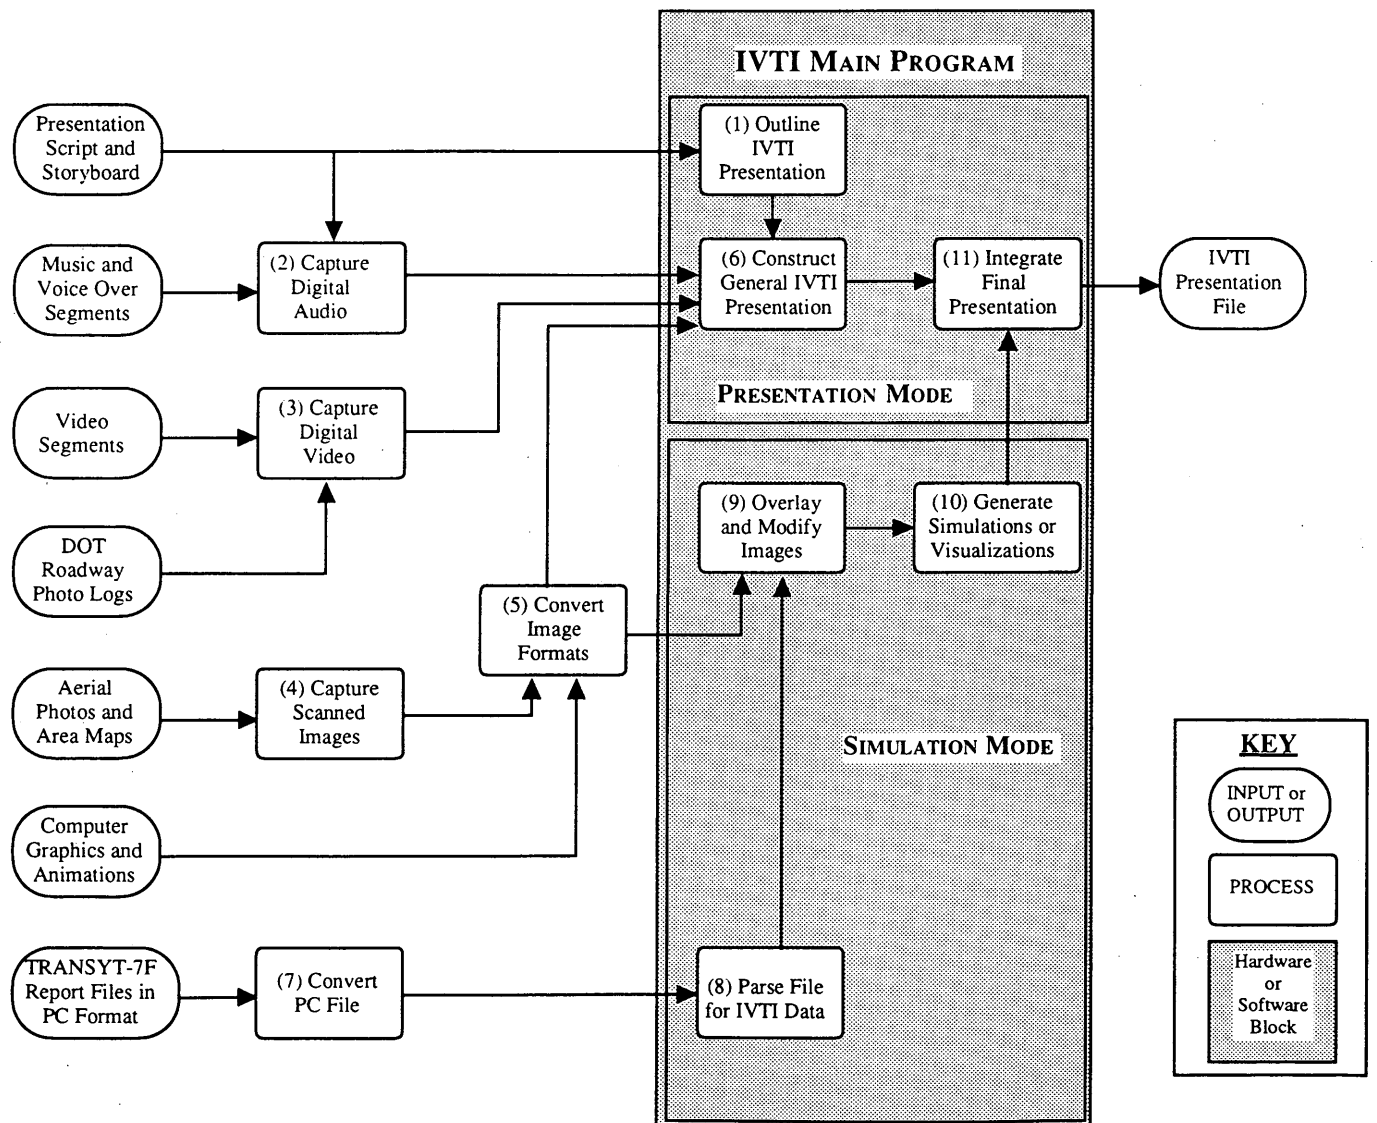 IVTI MAIN PROGRAM
Presentation
Script and
Storyboard
(1) Outline
IVTI
Presentation
Music and
Voice Over
Segments
(2) Capture
Digital
Audio
(6) Construct
General IVTI
Presentation
(11) Integrate
Final
Presentation
IVTI
Presentation
File
PRESENTATION MODE
Video
Segments
(3) Capture
Digital
Video
DOT
Roadway
Photo Logs
(9) Overlay
and Modify
Images
(10) Generate
Simulations or
Visualizations
(5) Convert
Image
Formats
Aerial
Photos and
Area Maps
(4) Capture
Scanned
Images
SIMULATION MODE
Computer
Graphics and
Animations
TRANSYT-7F
Report Files in
PC Format
(7) Convert
PC File
(8) Parse File
for IVTI Data
KEY
INPUT or
OUTPUT
PROCESS
Hardware
or
Software
Block